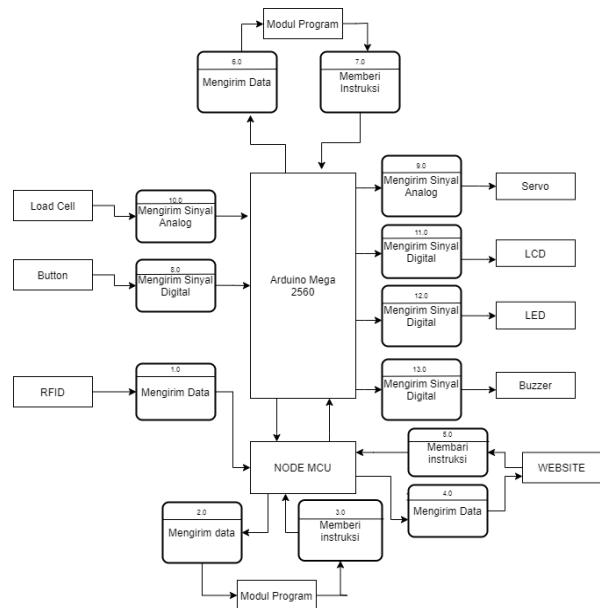 Modul Program
6.0
Mengirim Data
7.0
Memberi
Instruksi
9.0
Mengirim Sinyal
Analog
Servo
Load Cell
10.0
Mengirim Sinyal
Analog
11.0
Mengirim Sinyal
Digital
LCD
Button
8.0
Mengirim Sinyal
Digital
Arduino Mega
2560
12.0
Mengirim Sinyal
Digital
LED
RFID
1.0
Mengirim Data
13.0
Mengirim Sinyal
Digital
Buzzer
NODE MCU
5.0
Membari
instruksi
WEBSITE
4.0
Mengirim Data
2.0
Mengirim data
3.0
Memberi
instruksi
Modul Program